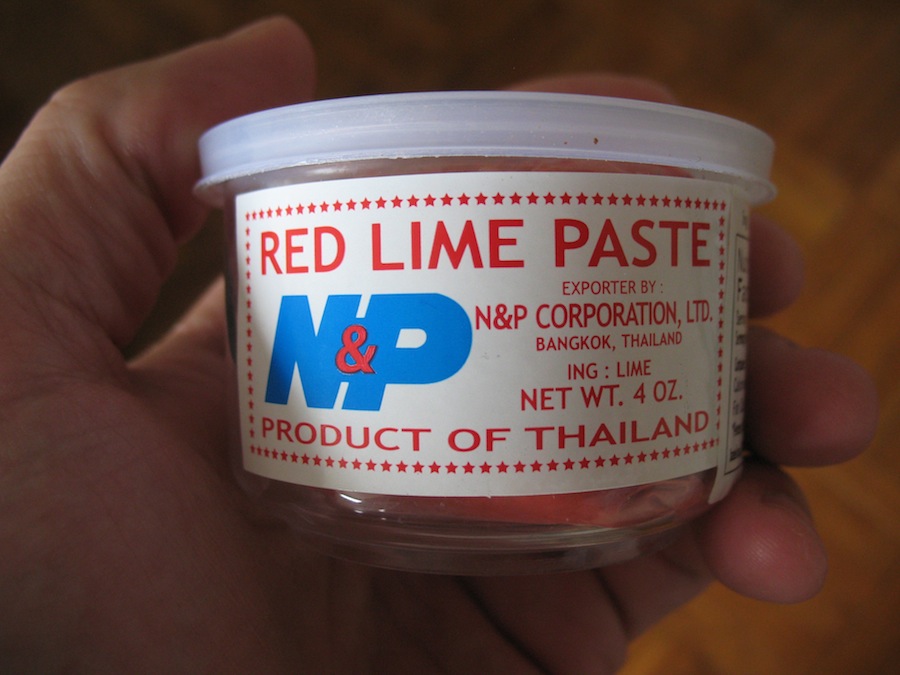 RED LIME PASTE
N&P
EXPORTER BY :
N&P CORPORATION, LTD.
BANGKOK, THAILAND
ING : LIME
NET WT. 4 OZ.
PRODUCT OF THAILAND